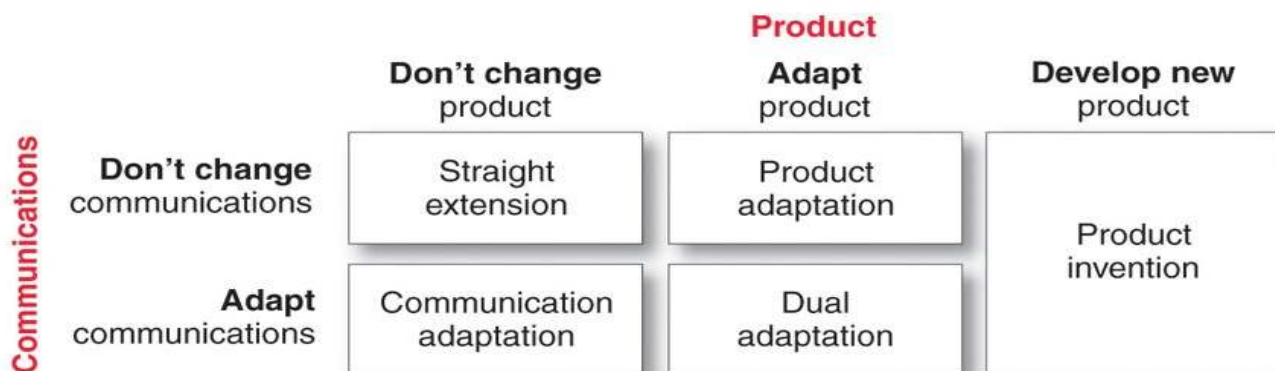 Product
Don't change
product
Adapt
product
Develop new
product
Communications
Don't change
communications
Straight
extension
Product
adaptation
Product
invention
Adapt
communications
Communication
adaptation
Dual
adaptation